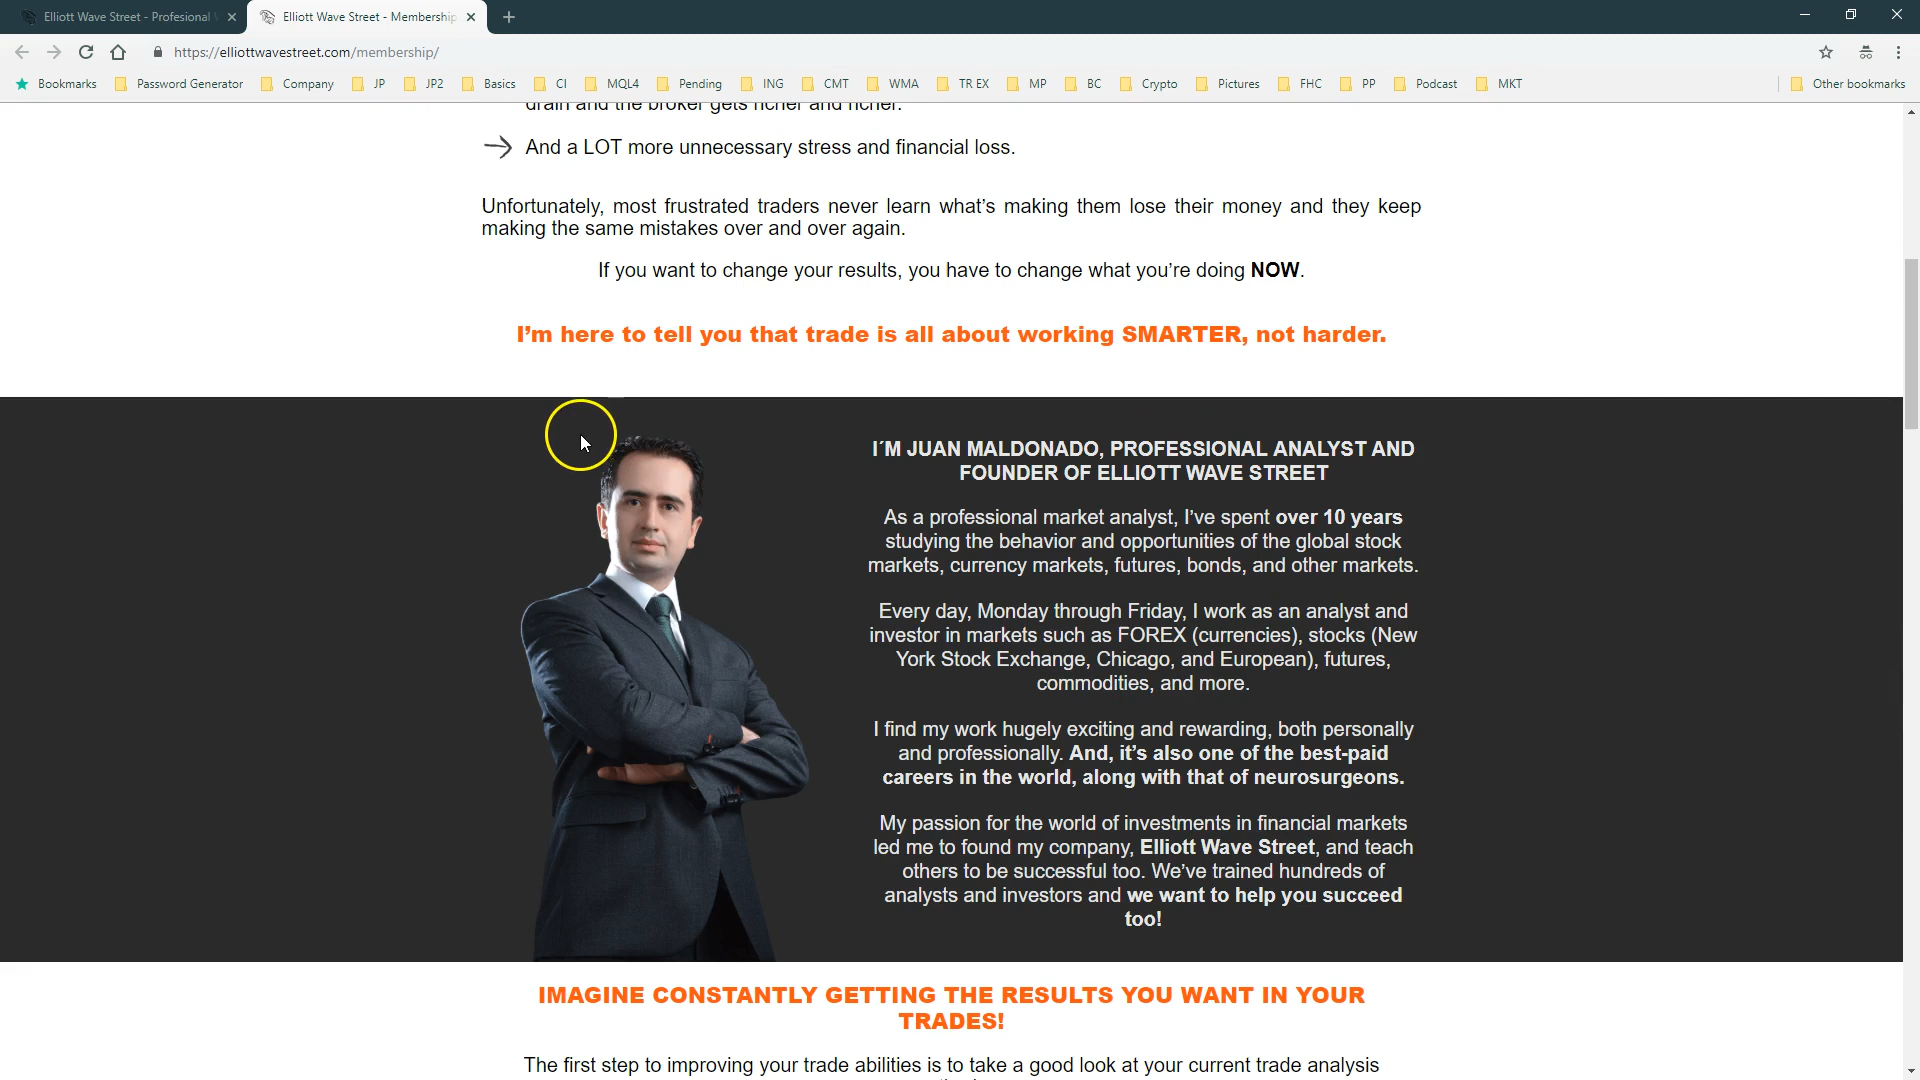 Elliott Wave Street - Profesional
Elliott Wave Street - Membership
https://elliottwavestreet.com/membership/
Bookmarks Password Generator Company JP JP2 Basics CI MQL4 Pending ING CMT WMA TR EX MP BC Crypto Pictures FHC PP Podcast MKT Other bookmarks
drain and the broker gets richer and richer.
And a LOT more unnecessary stress and financial loss.
Unfortunately, most frustrated traders never learn what's making them lose their money and they keep
making the same mistakes over and over again.
If you want to change your results, you have to change what you're doing NOW.
I'm here to tell you that trade is all about working SMARTER, not harder.
I´M JUAN MALDONADO, PROFESSIONAL ANALYST AND
FOUNDER OF ELLIOTT WAVE STREET
As a professional market analyst, I've spent over 10 years
studying the behavior and opportunities of the global stock
markets, currency markets, futures, bonds, and other markets.
Every day, Monday through Friday, I work as an analyst and
investor in markets such as FOREX (currencies), stocks (New
York Stock Exchange, Chicago, and European), futures,
commodities, and more.
I find my work hugely exciting and rewarding, both personally
and professionally. And, it's also one of the best-paid
careers in the world, along with that of neurosurgeons.
My passion for the world of investments in financial markets
led me to found my company, Elliott Wave Street, and teach
others to be successful too. We've trained hundreds of
analysts and investors and we want to help you succeed
too!
IMAGINE CONSTANTLY GETTING THE RESULTS YOU WANT IN YOUR
TRADES!
The first step to improving your trade abilities is to take a good look at your current trade analysis